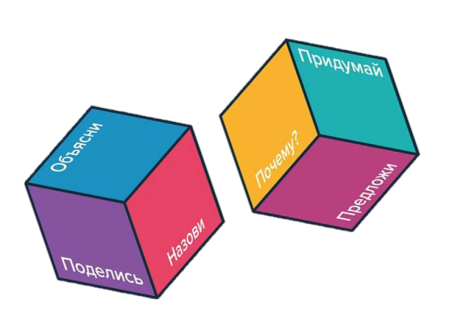 Объясни
Поделись
Назови
Придумай
Почему?
Предложи